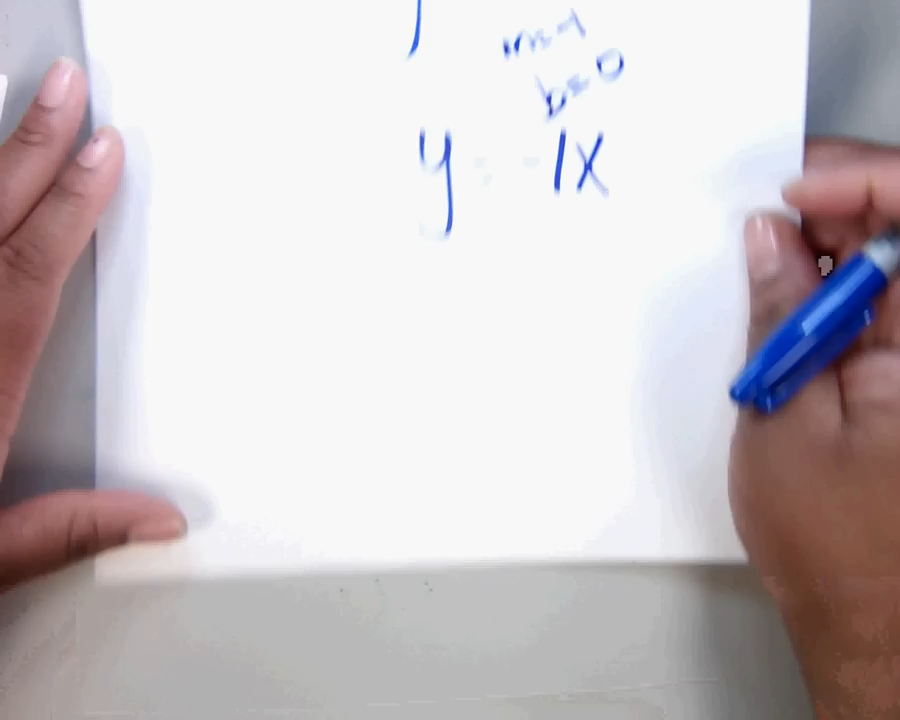 m=-1
b=0
y = -1x